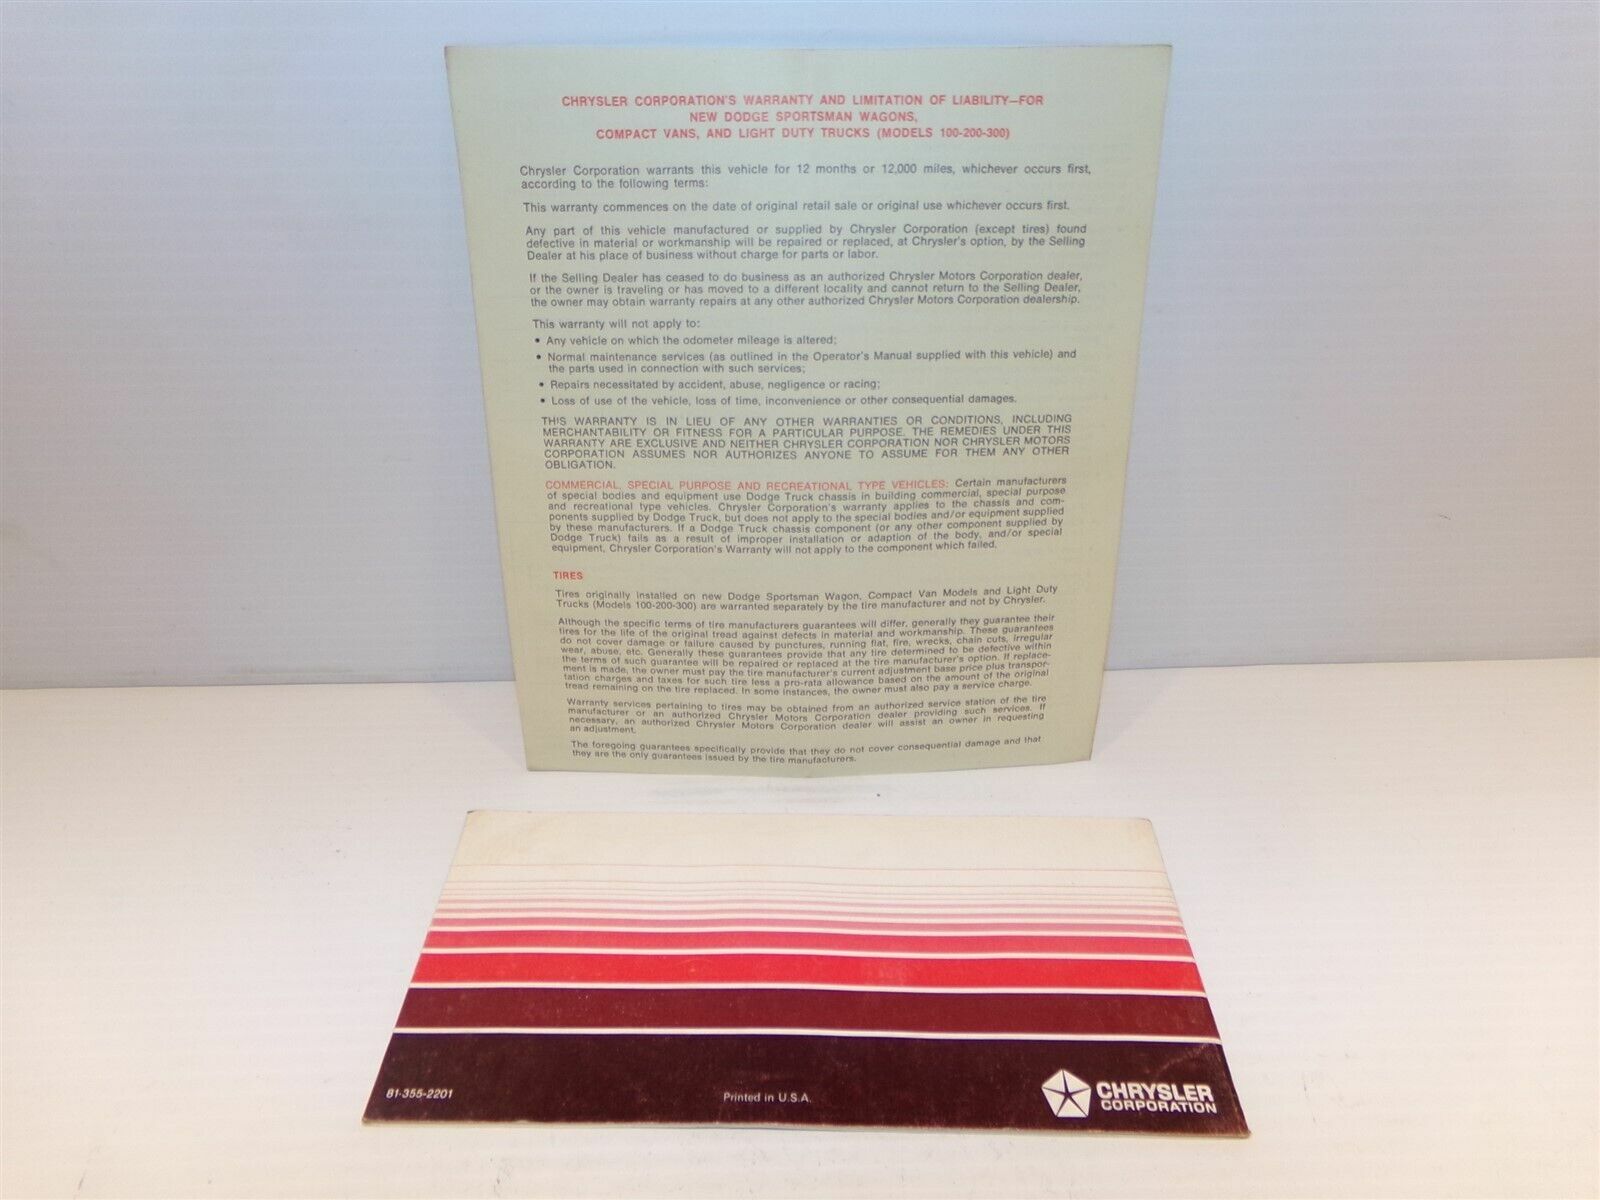 CHRYSLER CORPORATION'S WARRANTY AND LIMITATION OF LIABILITY—FOR
NEW DODGE SPORTSMAN WAGONS,
COMPACT VANS, AND LIGHT DUTY TRUCKS (MODELS 100-200-300)
Chrysler Corporation warrants this vehicle for 12 months or 12,000 miles, whichever occurs first,
according to the following terms:
This warranty commences on the date of original retail sale or original use whichever occurs first.
Any part of this vehicle manufactured or supplied by Chrysler Corporation (except tires) found
defective in material or workmanship will be repaired or replaced, at Chrysler's option, by the Selling
Dealer at his place of business without charge for parts or labor.
If the Selling Dealer has ceased to do business as an authorized Chrysler Motors Corporation dealer,
or the owner is traveling or has moved to a different locality and cannot return to the Selling Dealer,
the owner may obtain warranty repairs at any other authorized Chrysler Motors Corporation dealership.
This warranty will not apply to:
• Any vehicle on which the odometer mileage is altered;
• Normal maintenance services (as outlined in the Operator's Manual supplied with this vehicle) and
the parts used in connection with such services;
• Repairs necessitated by accident, abuse, negligence or racing;
• Loss of use of the vehicle, loss of time, inconvenience or other consequential damages.
THIS WARRANTY IS IN LIEU OF ANY OTHER WARRANTIES OR CONDITIONS, INCLUDING
MERCHANTABILITY OR FITNESS FOR A PARTICULAR PURPOSE. THE REMEDIES UNDER THIS
WARRANTY ARE EXCLUSIVE AND NEITHER CHRYSLER CORPORATION NOR CHRYSLER MOTORS
CORPORATION ASSUMES NOR AUTHORIZES ANYONE TO ASSUME FOR THEM ANY OTHER
OBLIGATION.
COMMERCIAL, SPECIAL PURPOSE AND RECREATIONAL TYPE VEHICLES: Certain manufacturers
of special bodies and equipment use Dodge Truck chassis in building commercial, special purpose
and recreational type vehicles. Chrysler Corporation's warranty applies to the chassis and com-
ponents supplied by Dodge Truck, but does not apply to the special bodies and/or equipment supplied
by these manufacturers. If a Dodge Truck chassis component (or any other component supplied by
Dodge Truck) fails as a result of improper installation or adaption of the body, and/or special
equipment, Chrysler Corporation's Warranty will not apply to the component which failed.
TIRES
Tires originally installed on new Dodge Sportsman Wagon, Compact Van Models and Light Duty
Trucks (Models 100-200-300) are warranted separately by the tire manufacturer and not by Chrysler.
Although the specific terms of tire manufacturers guarantees will differ, generally they guarantee their
tires for the life of the original tread against defects in material and workmanship. These guarantees
do not cover damage or failure caused by punctures, running flat, fire, wrecks, chain cuts, irregular
wear, abuse, etc. Generally these guarantees provide that any tire determined to be defective within
the terms of such guarantee will be repaired or replaced at the tire manufacturer's option. If replace-
ment is made, the owner must pay the tire manufacturer's current adjustment base price plus transpor-
tation charges and taxes for such tire less a pro-rata allowance based on the amount of the original
tread remaining on the tire replaced. In some instances, the owner must also pay a service charge.
Warranty services pertaining to tires may be obtained from an authorized service station of the tire
manufacturer or an authorized Chrysler Motors Corporation dealer providing such services. If
necessary, an authorized Chrysler Motors Corporation dealer will assist an owner in requesting
an adjustment.
The foregoing guarantees specifically provide that they do not cover consequential damage and that
they are the only guarantees issued by the tire manufacturers.
81-355-2201
Printed in U.S.A.
CHRYSLER
CORPORATION